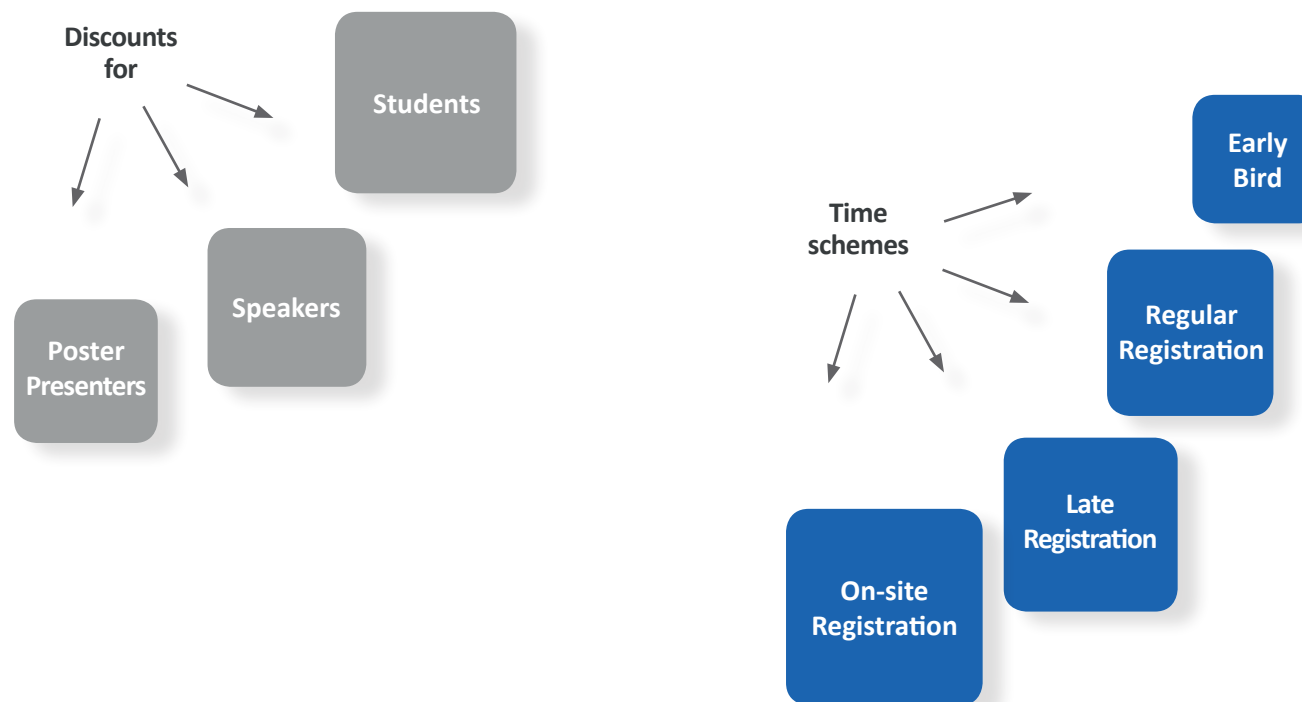 Discounts
for
Students
Speakers
Poster
Presenters
Time
schemes
Early
Bird
Regular
Registration
Late
Registration
On-site
Registration